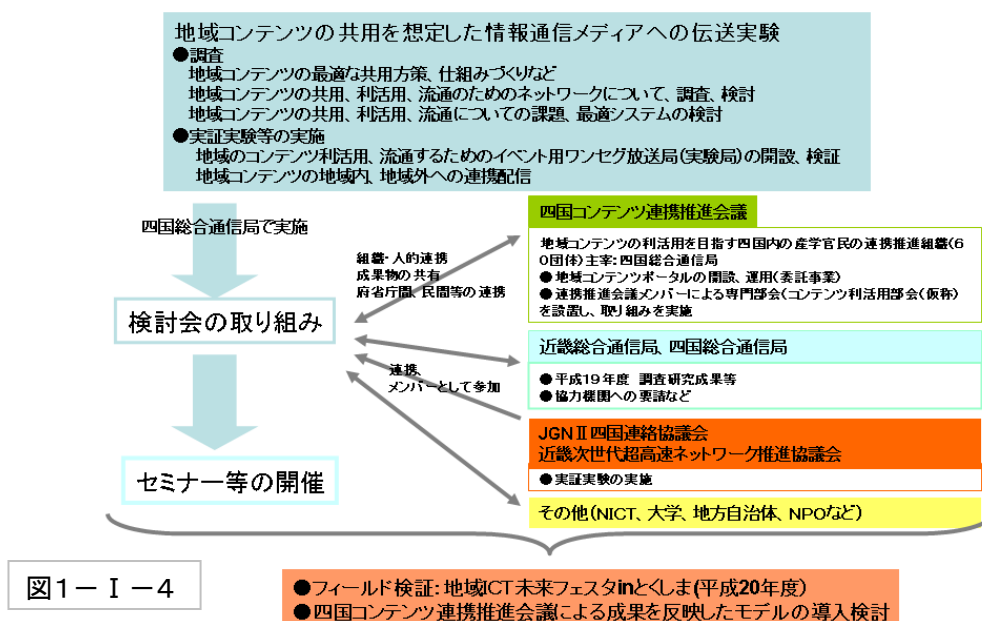 地域コンテンツの共用を想定した情報通信メディアへの伝送実験
●調査
地域コンテンツの最適な共用方策、仕組みづくりなど
地域コンテンツの共用、利活用、流通のためのネットワークについて、調査、検討
地域コンテンツの共用、利活用、流通についての課題、最適システムの検討
●実証実験等の実施
地域のコンテンツ利活用、流通するためのイベント用ワンセグ放送局(実験局)の開設、検証
地域コンテンツの地域内、地域外への連携配信
四国総合通信局で実施
組織・人的連携
成果物の共有
府省庁間、民間等の連携
検討会の取り組み
連携、
メンバーとして参加
セミナー等の開催
四国コンテンツ連携推進会議
地域コンテンツの利活用を目指す四国内の産学官民の連携推進組織(6
0団体)主宰:四国総合通信局
●地域コンテンツポータルの開設、運用(委託事業)
●連携推進会議メンバーによる専門部会(コンテンツ利活用部会(仮称)
を設置し、取り組みを実施
近畿総合通信局、四国総合通信局
●平成19年度 調査研究成果等
●協力機関への要請など
JGNⅡ四国連絡協議会
近畿次世代超高速ネットワーク推進協議会
●実証実験の実施
その他(NICT、大学、地方自治体、NPOなど)
図1-Ⅰ-4
●フィールド検証:地域ICT未来フェスタinとくしま(平成20年度)
●四国コンテンツ連携推進会議による成果を反映したモデルの導入検討